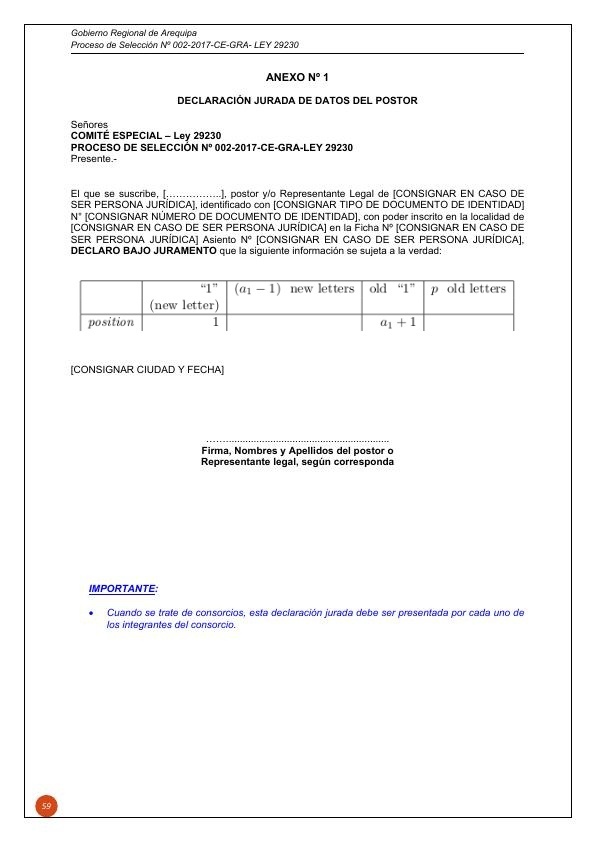 Gobierno Regional de Arequipa
Proceso de Selección Nº 002-2017-CE-GRA- LEY 29230
ANEXO Nº 1
DECLARACIÓN JURADA DE DATOS DEL POSTOR
Señores
COMITÉ ESPECIAL – Ley 29230
PROCESO DE SELECCIÓN Nº 002-2017-CE-GRA-LEY 29230
Presente.-
El que se suscribe, [……………..], postor y/o Representante Legal de [CONSIGNAR EN CASO DE
SER PERSONA JURÍDICA], identificado con [CONSIGNAR TIPO DE DOCUMENTO DE IDENTIDAD]
N° [CONSIGNAR NÚMERO DE DOCUMENTO DE IDENTIDAD], con poder inscrito en la localidad de
[CONSIGNAR EN CASO DE SER PERSONA JURÍDICA] en la Ficha Nº [CONSIGNAR EN CASO DE
SER PERSONA JURÍDICA] Asiento Nº [CONSIGNAR EN CASO DE SER PERSONA JURÍDICA],
DECLARO BAJO JURAMENTO que la siguiente información se sujeta a la verdad:
“1” (a₁ − 1) new letters old “1” p old letters
(new letter)
position 1 a₁ + 1
[CONSIGNAR CIUDAD Y FECHA]
……...........................................................
Firma, Nombres y Apellidos del postor o
Representante legal, según corresponda
IMPORTANTE:
• Cuando se trate de consorcios, esta declaración jurada debe ser presentada por cada uno de
los integrantes del consorcio.
59